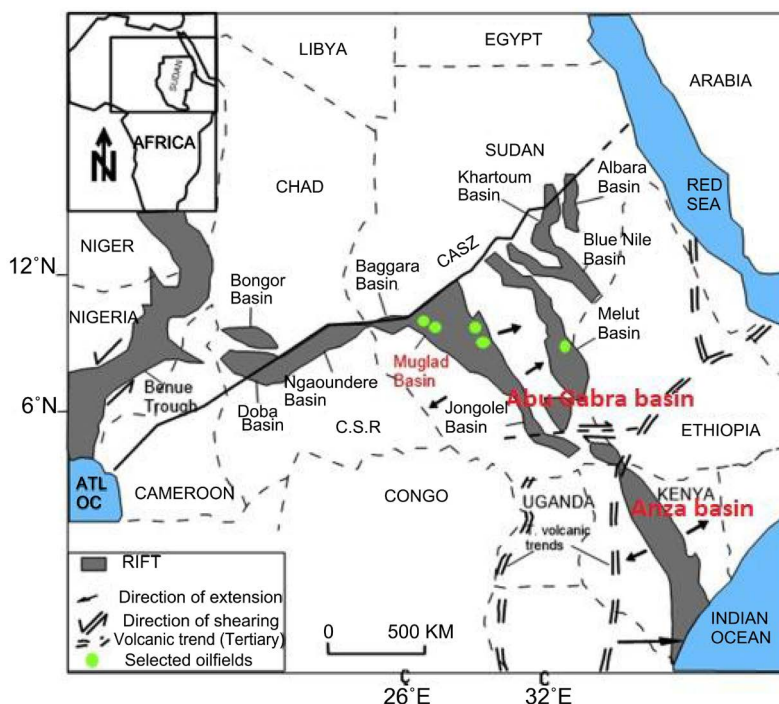 LIBYA
EGYPT
SUDAN
ARABIA
AFRICA
N
SUDAN
CHAD
Khartoum
Basin
Albara
Basin
RED
SEA
NIGER
CASZ
Blue Nile
Basin
12°N
Baggara
Basin
Bongor
Basin
NIGERIA
Melut
Basin
Muglad
Basin
Benue
Trough
Ngaoundere
Basin
Doba
Basin
Abu Qabra basin
6°N
Jongolel
Basin
C.S.R
ETHIOPIA
ATL
OC
CAMEROON
CONGO
UGANDA
KENYA
Anza basin
T. volcanic
trends
RIFT
Direction of extension
Direction of shearing
Volcanic trend (Tertiary)
Selected oilfields
0 500 KM
INDIAN
OCEAN
26°E
32°E